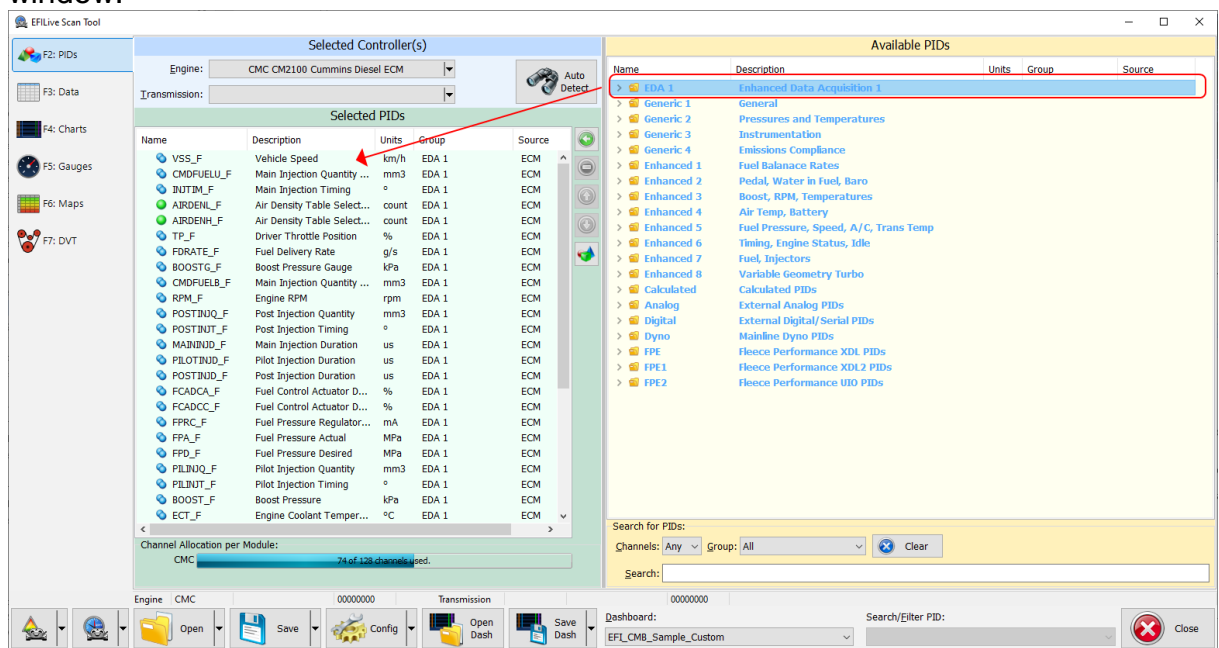 window.
EFILive Scan Tool
F2: PIDs
F3: Data
F4: Charts
F5: Gauges
F6: Maps
F7: DVT
Selected Controller(s)
Engine: CMC CM2100 Cummins Diesel ECM
Transmission:
Auto
Detect
Selected PIDs
Name Description Units Group Source
VSS_F Vehicle Speed km/h EDA 1 ECM
CMDFUELU_F Main Injection Quantity ... mm3 EDA 1 ECM
INJTIM_F Main Injection Timing ° EDA 1 ECM
AIRDENL_F Air Density Table Select... count EDA 1 ECM
AIRDENH_F Air Density Table Select... count EDA 1 ECM
TP_F Driver Throttle Position % EDA 1 ECM
FDRATE_F Fuel Delivery Rate g/s EDA 1 ECM
BOOSTG_F Boost Pressure Gauge kPa EDA 1 ECM
CMDFUELB_F Main Injection Quantity ... mm3 EDA 1 ECM
RPM_F Engine RPM rpm EDA 1 ECM
POSTINJQ_F Post Injection Quantity mm3 EDA 1 ECM
POSTINJT_F Post Injection Timing ° EDA 1 ECM
MAININJD_F Main Injection Duration us EDA 1 ECM
PILOTINJD_F Pilot Injection Duration us EDA 1 ECM
POSTINJD_F Post Injection Duration us EDA 1 ECM
FCADCA_F Fuel Control Actuator D... % EDA 1 ECM
FCADCC_F Fuel Control Actuator D... % EDA 1 ECM
FPRC_F Fuel Pressure Regulator... mA EDA 1 ECM
FPA_F Fuel Pressure Actual MPa EDA 1 ECM
FPD_F Fuel Pressure Desired MPa EDA 1 ECM
PILINJQ_F Pilot Injection Quantity mm3 EDA 1 ECM
PILINJT_F Pilot Injection Timing ° EDA 1 ECM
BOOST_F Boost Pressure kPa EDA 1 ECM
ECT_F Engine Coolant Temper... °C EDA 1 ECM
Channel Allocation per Module:
CMC 74 of 128 channels used.
Available PIDs
Name Description Units Group Source
EDA 1 Enhanced Data Acquisition 1
Generic 1 General
Generic 2 Pressures and Temperatures
Generic 3 Instrumentation
Generic 4 Emissions Compliance
Enhanced 1 Fuel Balanace Rates
Enhanced 2 Pedal, Water in Fuel, Baro
Enhanced 3 Boost, RPM, Temperatures
Enhanced 4 Air Temp, Battery
Enhanced 5 Fuel Pressure, Speed, A/C, Trans Temp
Enhanced 6 Timing, Engine Status, Idle
Enhanced 7 Fuel, Injectors
Enhanced 8 Variable Geometry Turbo
Calculated Calculated PIDs
Analog External Analog PIDs
Digital External Digital/Serial PIDs
Dyno Mainline Dyno PIDs
FPE Fleece Performance XDL PIDs
FPE1 Fleece Performance XDL2 PIDs
FPE2 Fleece Performance UIO PIDs
Search for PIDs:
Channels: Any Group: All Clear
Search:
Engine CMC 00000000 Transmission 00000000
Open
Save
Config
Open
Dash
Save
Dash
Dashboard:
EFI_CMB_Sample_Custom
Search/Filter PID:
Close